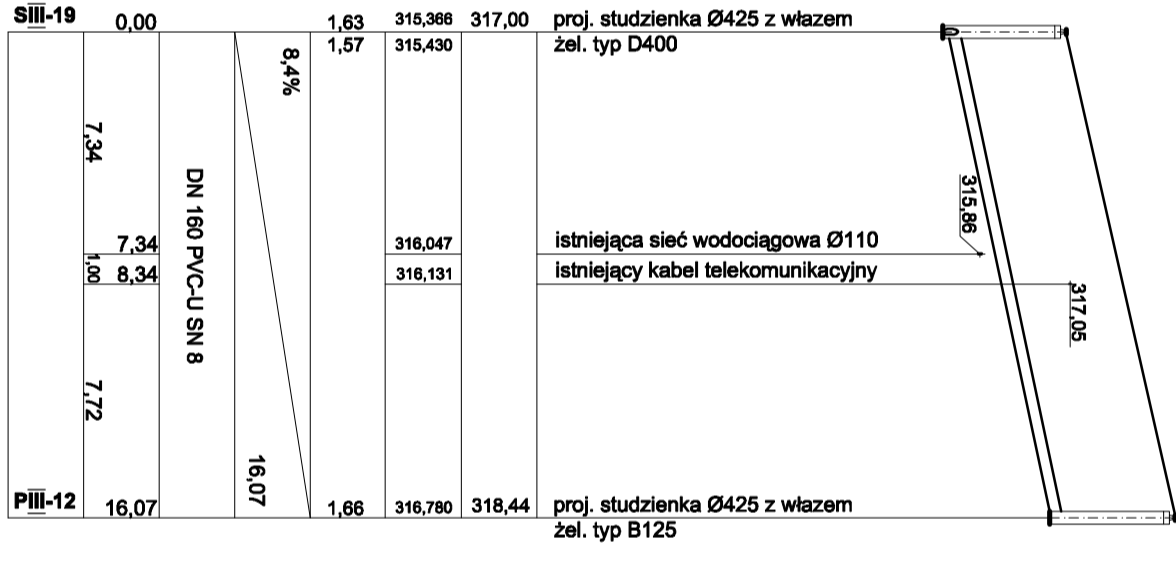 SIII-19 0,00 1,63 315,366 317,00 proj. studzienka Ø425 z włazem
1,57 315,430 żel. typ D400
8,4%
7,34
DN 160 PVC-U SN 8
315,86
7,34 316,047 istniejąca sieć wodociągowa Ø110
1,00 8,34 316,131 istniejący kabel telekomunikacyjny
317,05
7,72
16,07
PIII-12 16,07 1,66 316,780 318,44 proj. studzienka Ø425 z włazem
żel. typ B125